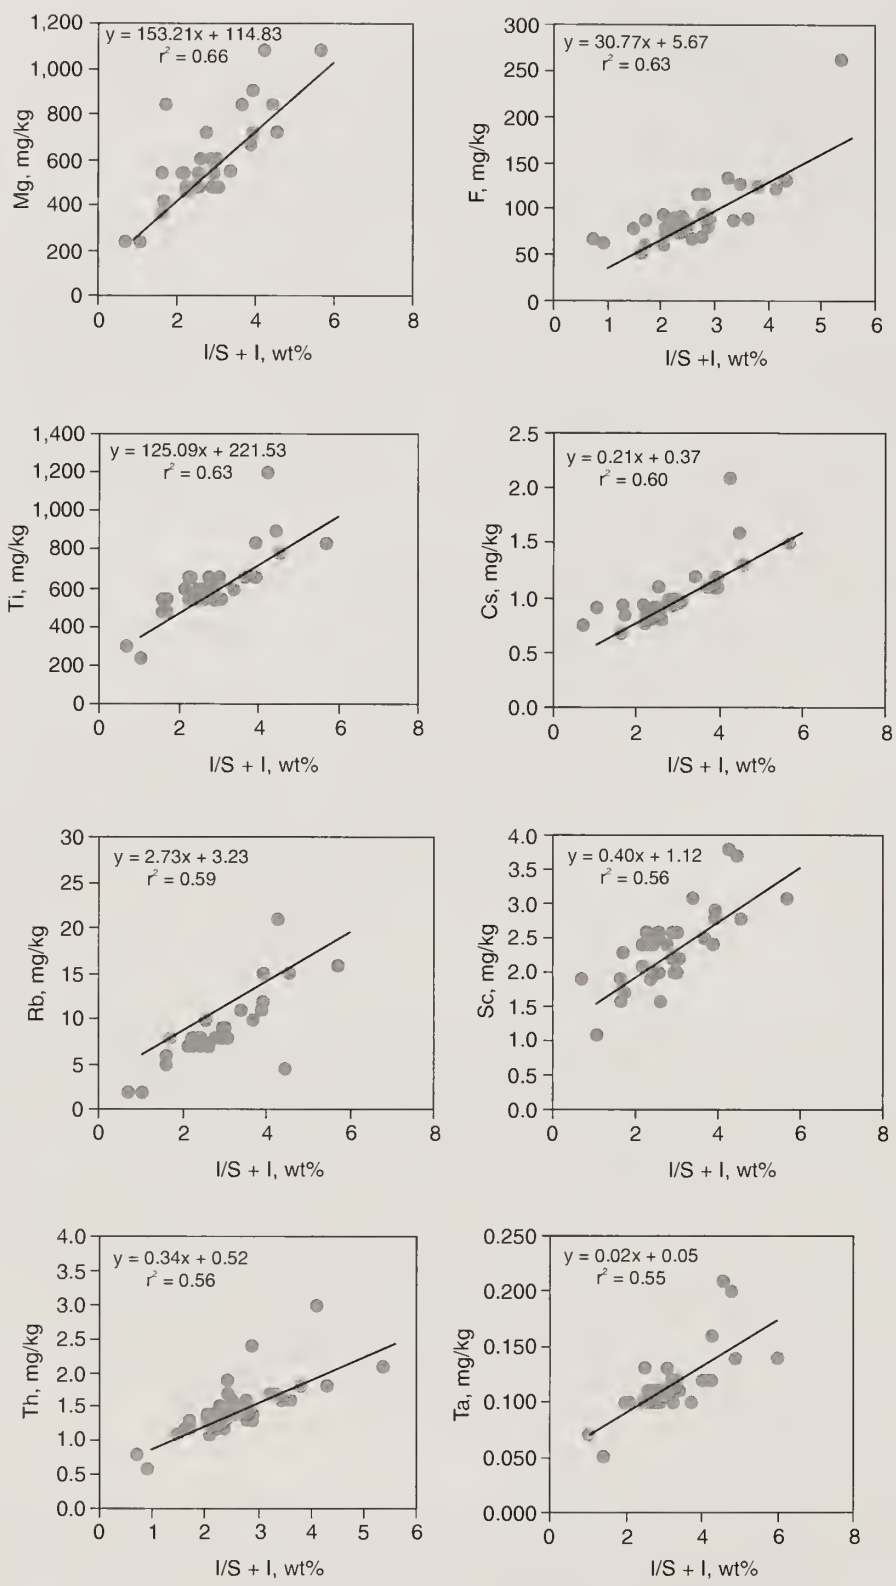 y = 153.21x + 114.83
r² = 0.66
1,200
1,000
800
600
400
200
0
Mg, mg/kg
0 2 4 6 8
I/S + I, wt%
y = 30.77x + 5.67
r² = 0.63
300
250
200
150
100
50
0
F, mg/kg
0 1 2 3 4 5 6
I/S +I, wt%
y = 125.09x + 221.53
r² = 0.63
1,400
1,200
1,000
800
600
400
200
0
Ti, mg/kg
0 2 4 6 8
I/S + I, wt%
y = 0.21x + 0.37
r² = 0.60
2.5
2.0
1.5
1.0
0.5
0.0
Cs, mg/kg
0 2 4 6 8
I/S + I, wt%
y = 2.73x + 3.23
r² = 0.59
30
25
20
15
10
5
0
Rb, mg/kg
0 2 4 6 8
I/S + I, wt%
y = 0.40x + 1.12
r² = 0.56
4.0
3.5
3.0
2.5
2.0
1.5
1.0
0.5
0.0
Sc, mg/kg
0 2 4 6 8
I/S + I, wt%
y = 0.34x + 0.52
r² = 0.56
4.0
3.5
3.0
2.5
2.0
1.5
1.0
0.5
0.0
Th, mg/kg
0 1 2 3 4 5 6
I/S + I, wt%
y = 0.02x + 0.05
r² = 0.55
0.250
0.200
0.150
0.100
0.050
0.000
Ta, mg/kg
0 2 4 6 8
I/S + I, wt%